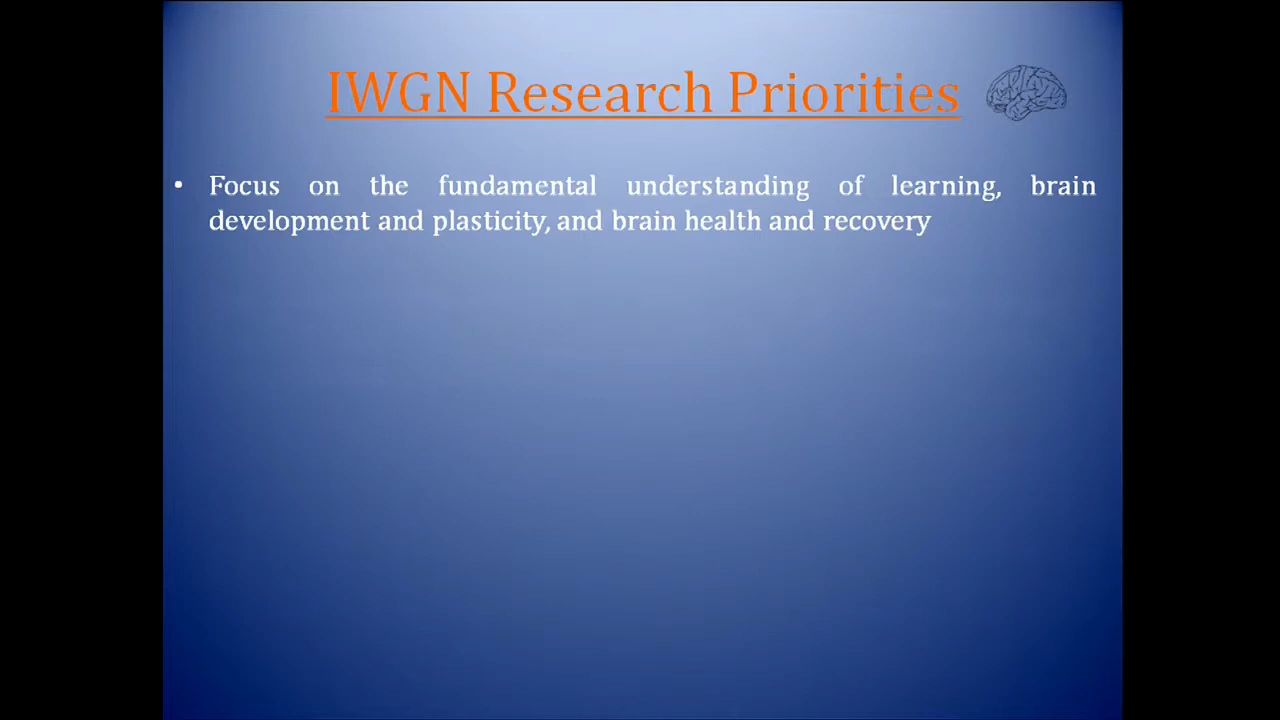 IWGN Research Priorities
• Focus on the fundamental understanding of learning, brain
development and plasticity, and brain health and recovery